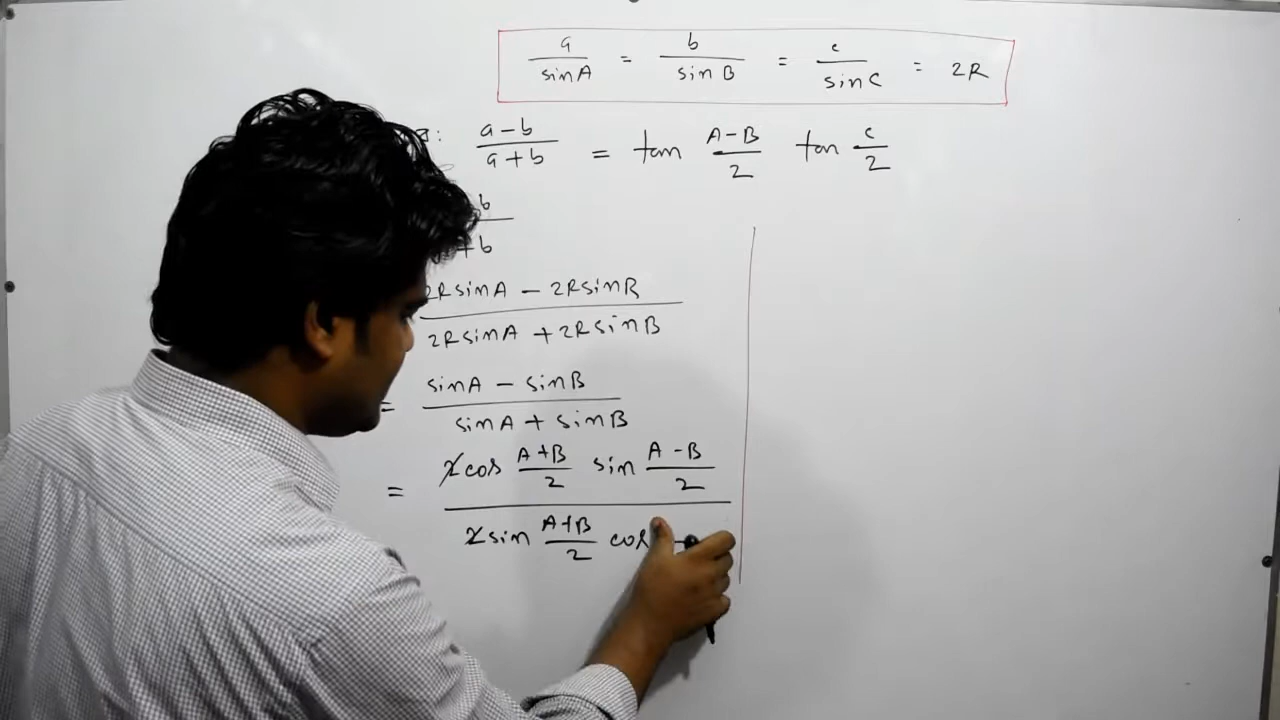 a/sinA = b/sinB = c/sinC = 2R
: (a-b)/(a+b) = tan (A-B)/2 tan C/2
b/+b
(2RsinA - 2RsinB)/(2RsinA + 2RsinB)
= (sinA - sinB)/(sinA + sinB)
= (2cos (A+B)/2 sin (A-B)/2)/(2sin (A+B)/2 cos